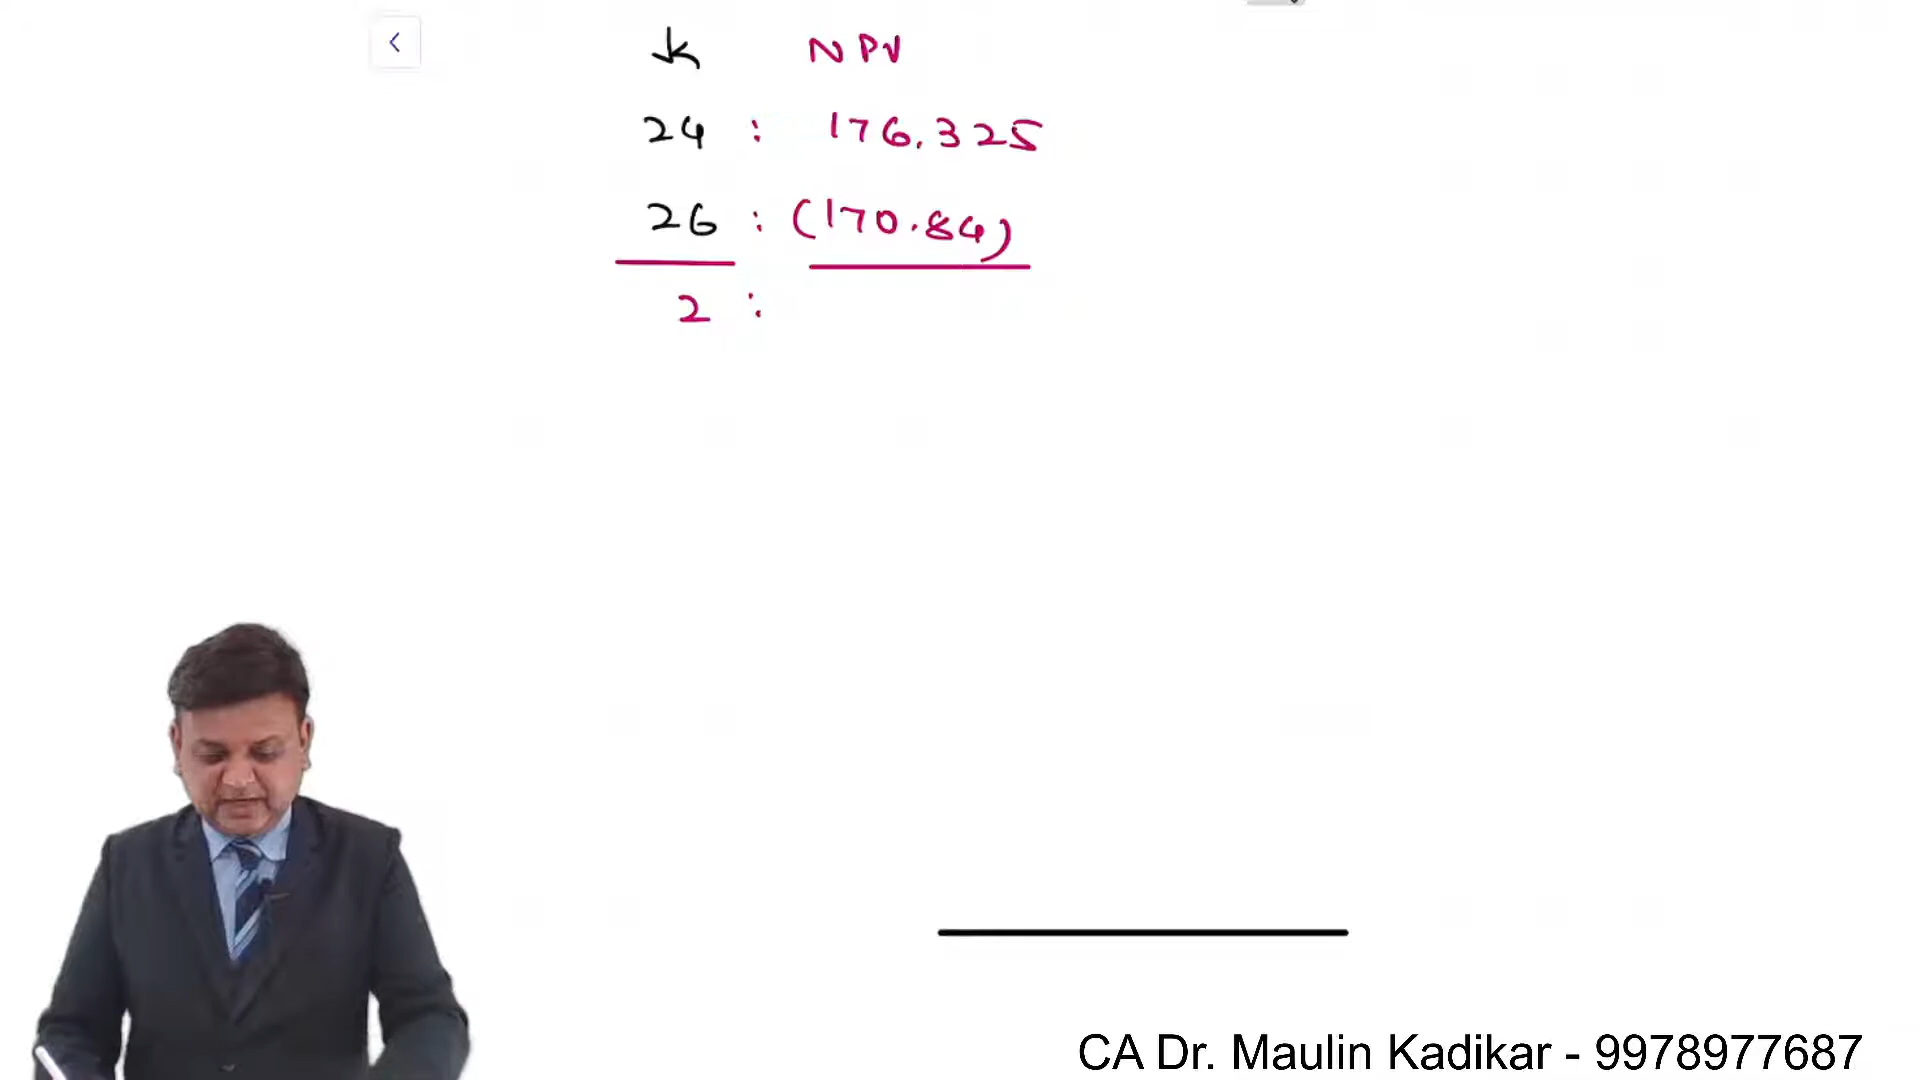 k NPV
24 : 176.325
26 : (170.84)
2 :
CA Dr. Maulin Kadikar - 9978977687